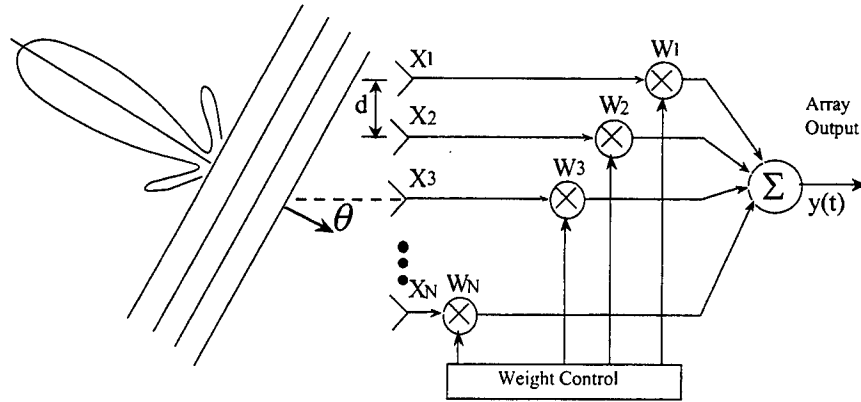 X1
W1
d
X2
W2
Array
Output
X3
W3
Σ
y(t)
θ
XN
WN
Weight Control